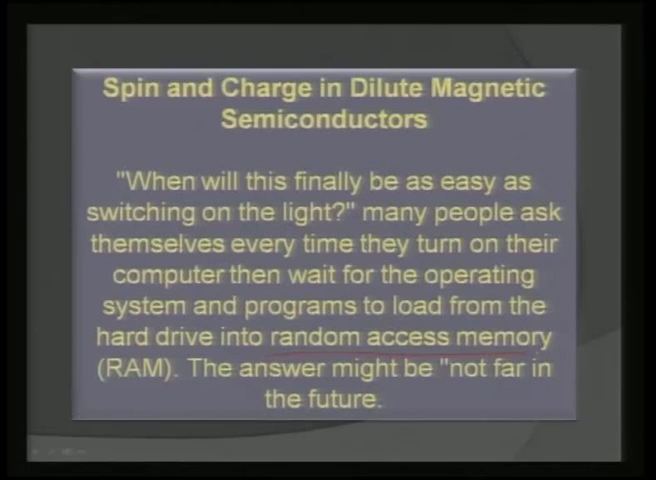 Spin and Charge in Dilute Magnetic
Semiconductors
"When will this finally be as easy as
switching on the light?" many people ask
themselves every time they turn on their
computer then wait for the operating
system and programs to load from the
hard drive into random access memory
(RAM). The answer might be "not far in
the future.